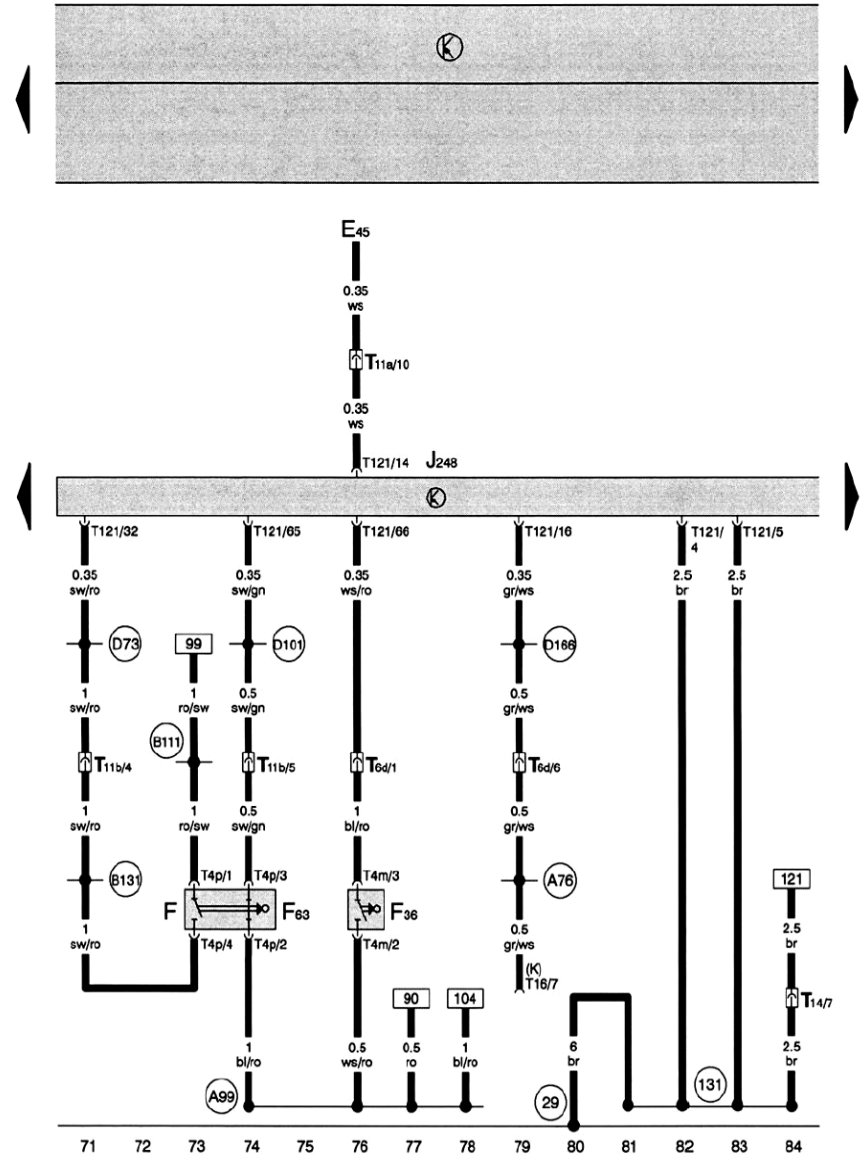 E45
0.35
ws
T11a/10
0.35
ws
T121/14 J248
T121/32 T121/65 T121/66 T121/16 T121/4 T121/5
0.35 0.35 0.35 0.35 2.5 2.5
sw/ro sw/gn ws/ro gr/ws br br
D73 99 D101 D166
1 1 0.5 0.5
sw/ro ro/sw sw/gn gr/ws
B111
T11b/4 T11b/5 T6d/1 T6d/6
1 1 0.5 1 0.5
sw/ro ro/sw sw/gn bl/ro gr/ws
B131 T4p/1 T4p/3 T4m/3 A76 121
F F63 F36
1 0.5 2.5
sw/ro gr/ws br
T4p/4 T4p/2 T4m/2
(K)
T16/7
90 104 T14/7
1 0.5 0.5 1 6 2.5
bl/ro ws/ro ro bl/ro br br
A99 29 131
71 72 73 74 75 76 77 78 79 80 81 82 83 84